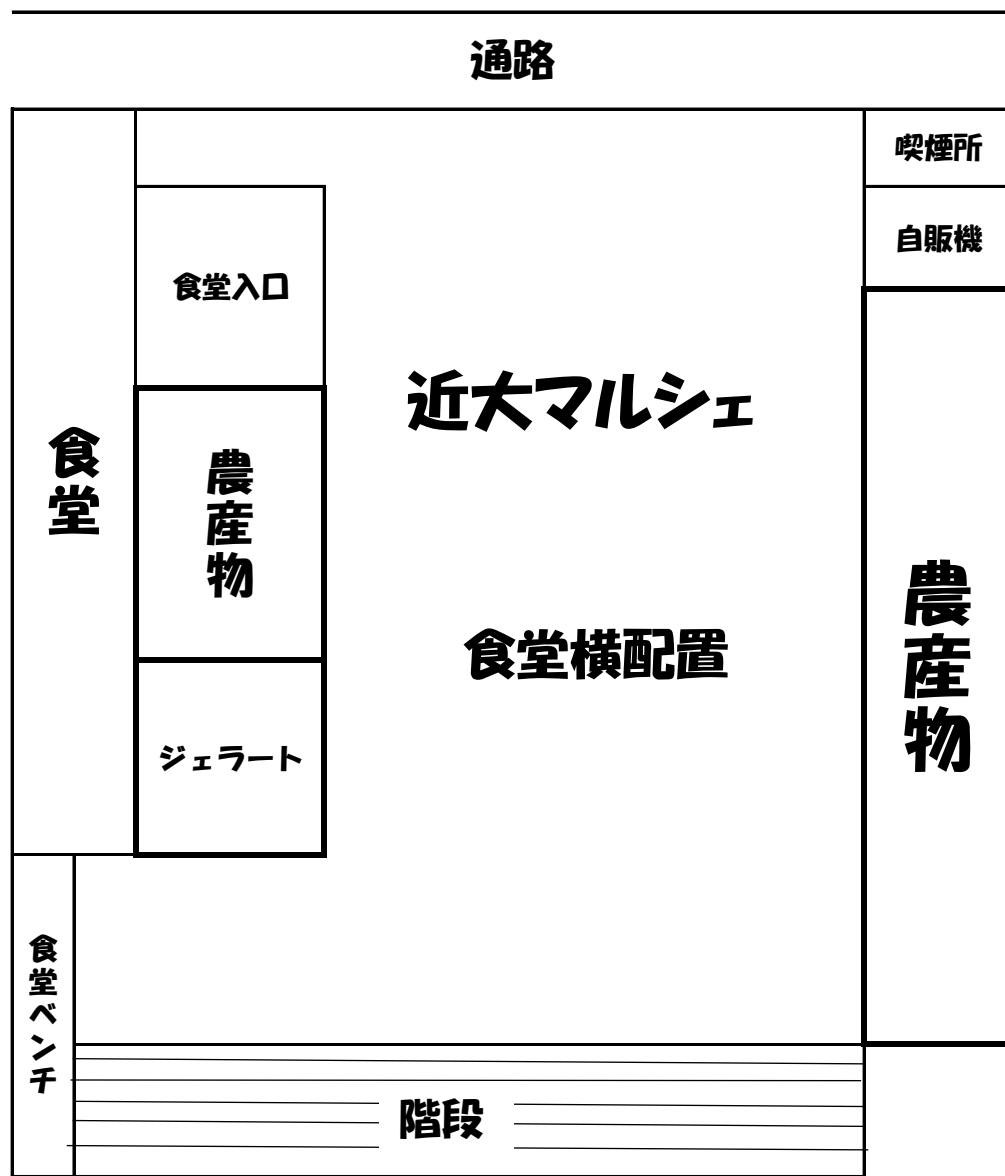 通路
喫煙所
自販機
食堂入口
近大マルシェ
食堂
農産物
農産物
食堂横配置
ジェラート
食堂ベンチ
階段